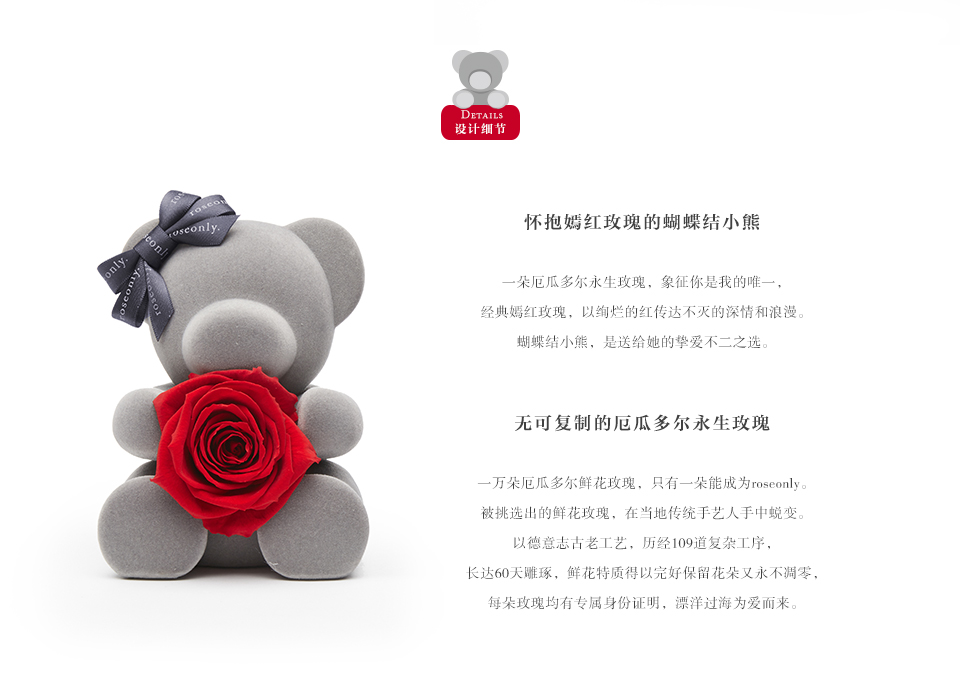 DETAILS
设计细节
roseonly.
roseonly.
roseonly.
怀抱嫣红玫瑰的蝴蝶结小熊
一朵厄瓜多尔永生玫瑰，象征你是我的唯一，
经典嫣红玫瑰，以绚烂的红传达不灭的深情和浪漫。
蝴蝶结小熊，是送给她的挚爱不二之选。
无可复制的厄瓜多尔永生玫瑰
一万朵厄瓜多尔鲜花玫瑰，只有一朵能成为roseonly。
被挑选出的鲜花玫瑰，在当地传统手艺人手中蜕变。
以德意志古老工艺，历经109道复杂工序，
长达60天雕琢，鲜花特质得以完好保留花朵又永不凋零，
每朵玫瑰均有专属身份证明，漂洋过海为爱而来。